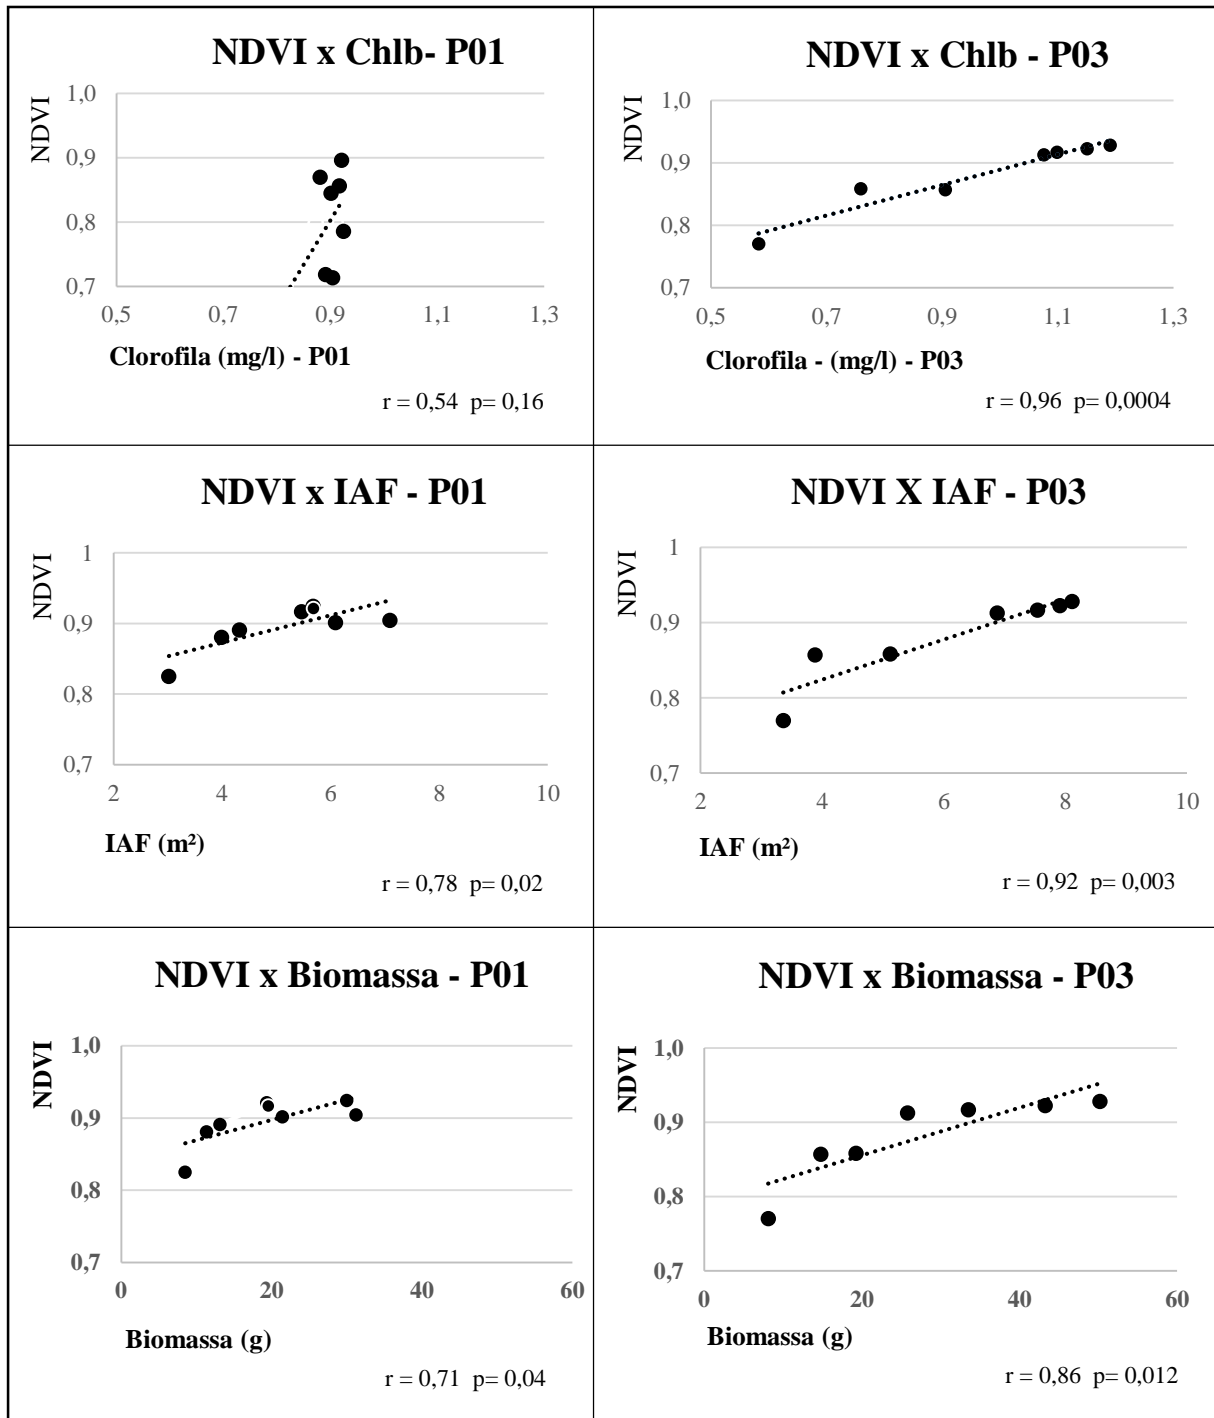 NDVI x Chlb- P01
NDVI
1,0
0,9
0,8
0,7
0,5 0,7 0,9 1,1 1,3
Clorofila (mg/l) - P01
r = 0,54 p= 0,16
NDVI x Chlb - P03
NDVI
1,0
0,9
0,8
0,7
0,5 0,7 0,9 1,1 1,3
Clorofila - (mg/l) - P03
r = 0,96 p= 0,0004
NDVI x IAF - P01
NDVI
1
0,9
0,8
0,7
2 4 6 8 10
IAF (m²)
r = 0,78 p= 0,02
NDVI X IAF - P03
NDVI
1
0,9
0,8
0,7
2 4 6 8 10
IAF (m²)
r = 0,92 p= 0,003
NDVI x Biomassa - P01
NDVI
1,0
0,9
0,8
0,7
0 20 40 60
Biomassa (g)
r = 0,71 p= 0,04
NDVI x Biomassa - P03
NDVI
1,0
0,9
0,8
0,7
0 20 40 60
Biomassa (g)
r = 0,86 p= 0,012